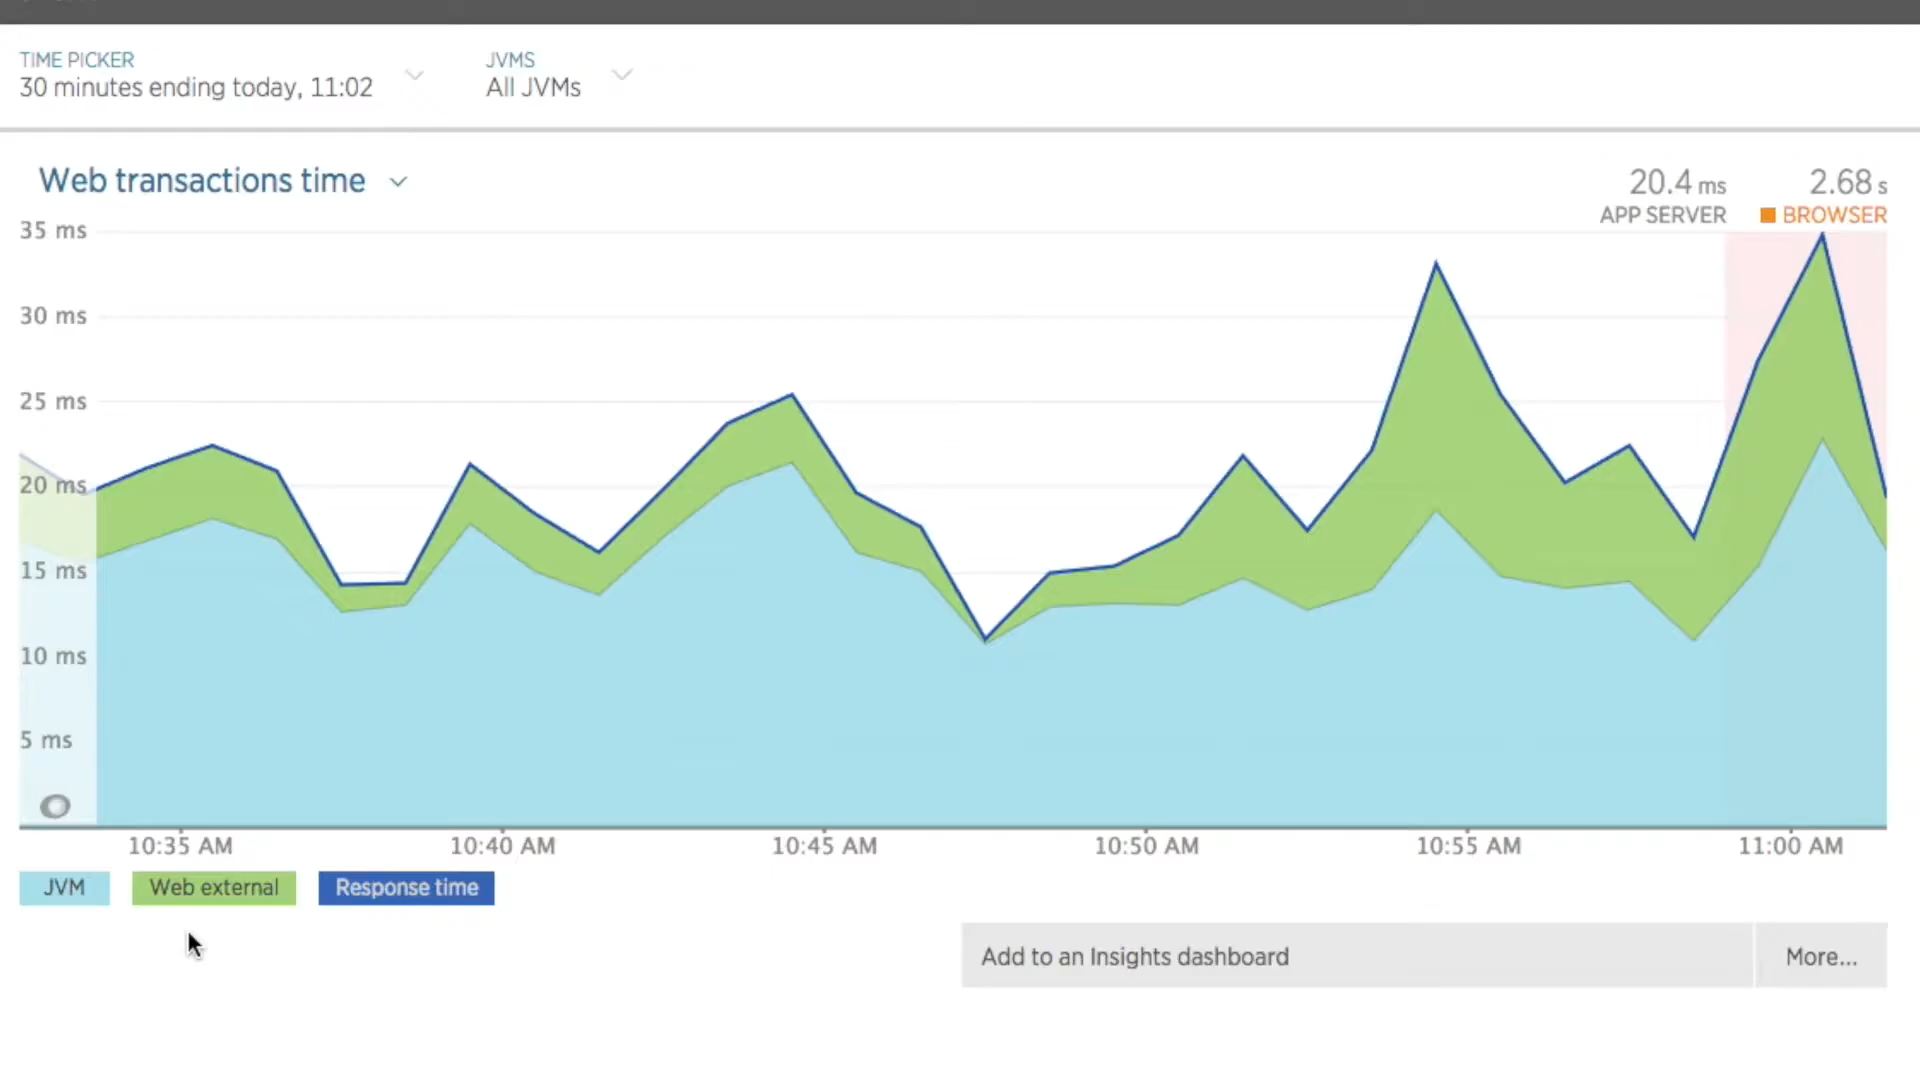 TIME PICKER
30 minutes ending today, 11:02
JVMS
All JVMs
Web transactions time
20.4 ms
APP SERVER
2.68 s
BROWSER
35 ms
30 ms
25 ms
20 ms
15 ms
10 ms
5 ms
10:35 AM
10:40 AM
10:45 AM
10:50 AM
10:55 AM
11:00 AM
JVM
Web external
Response time
Add to an Insights dashboard
More...